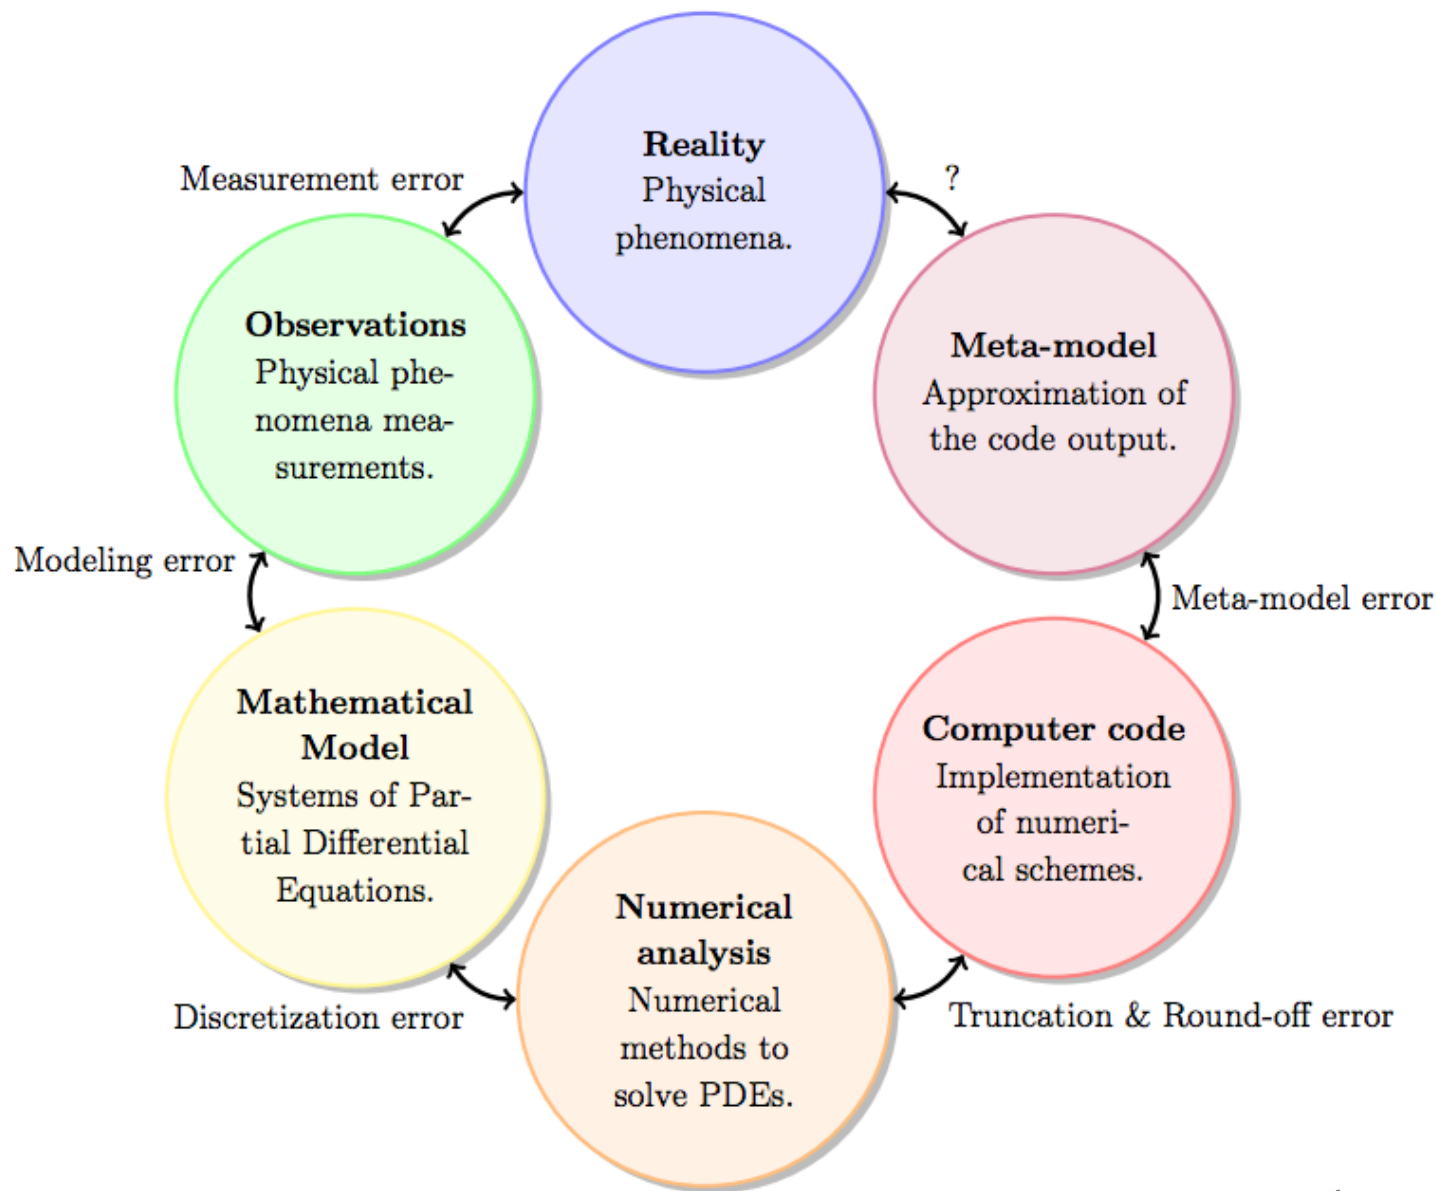 Reality
Physical
phenomena.
Measurement error
?
Observations
Physical phe-
nomena mea-
surements.
Meta-model
Approximation of
the code output.
Modeling error
Meta-model error
Mathematical
Model
Systems of Par-
tial Differential
Equations.
Computer code
Implementation
of numeri-
cal schemes.
Numerical
analysis
Numerical
methods to
solve PDEs.
Discretization error
Truncation & Round-off error